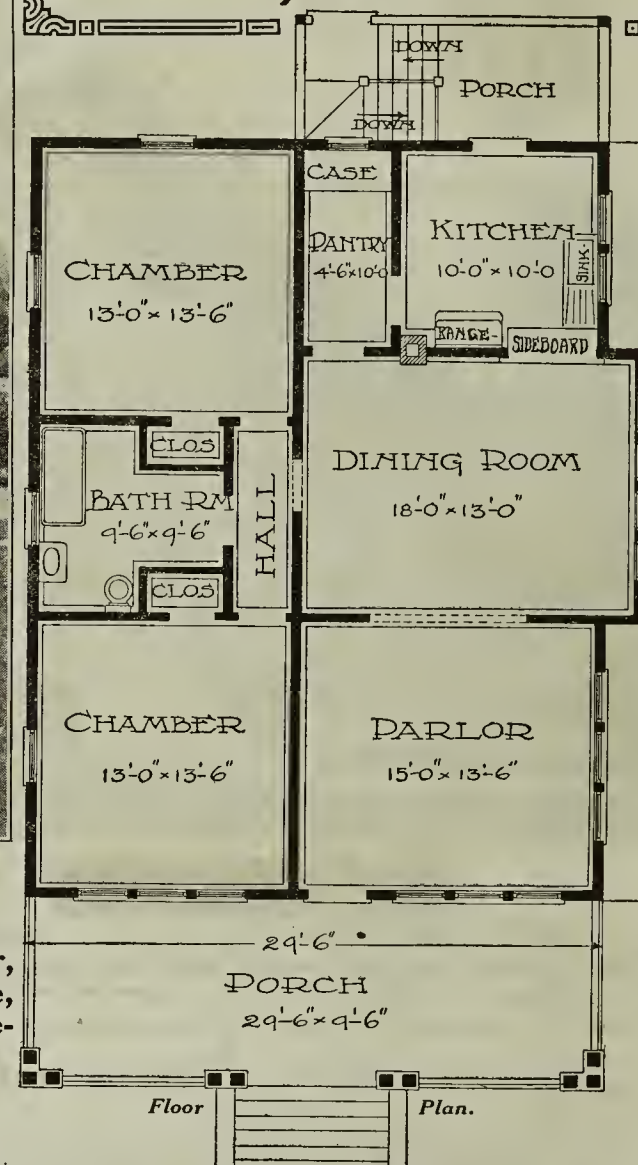 DOWN
PORCH
DOWN
CASE
PANTRY
4'-6"x10'-0
KITCHEN
10'-0" x 10'-0
SINK
RANGE
SIDEBOARD
CHAMBER
13'-0" x 13'-6"
CLOS
BATH RM
9'-6" x 9'-6"
HALL
DINING ROOM
18'-0" x 13'-0"
CLOS
CHAMBER
13'-0" x 13'-6"
PARLOR
15'-0" x 13'-6"
29'-6"
PORCH
29'-6" x 9'-6"
Floor Plan.